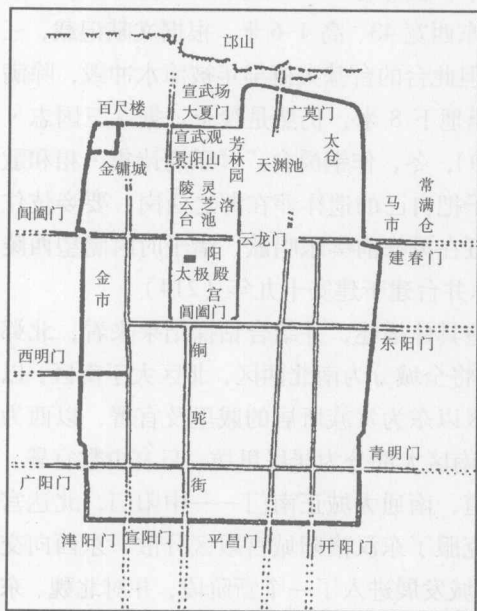 邙山
宣武场
百尺楼
大夏门
广莫门
宣武观
芳林园
太仓
景阳山
金镛城
天渊池
陵云台
灵芝池
常满仓
洛阳宫
马市
阊阖门
云龙门
建春门
金市
太极殿
阊阖门
东阳门
西明门
铜驼街
青明门
广阳门
津阳门
宣阳门
平昌门
开阳门